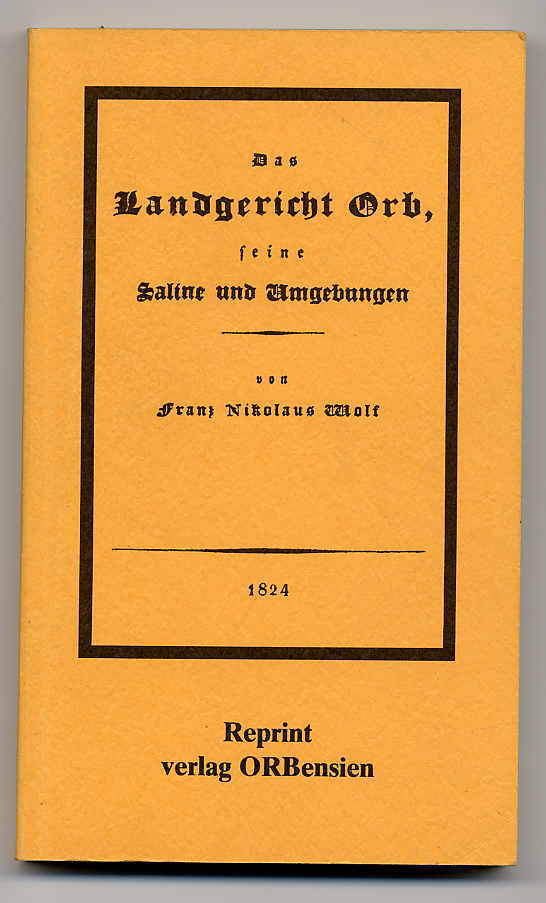 Das
Landgericht Orb,
seine
Saline und Umgebungen
von
Franz Nikolaus Wolf
1824
Reprint
verlag ORBensien